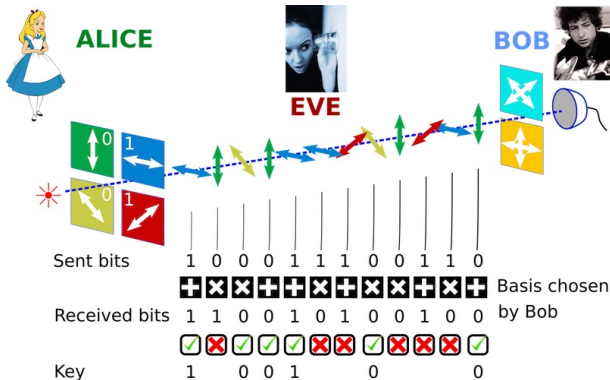 ALICE
EVE
BOB
0 1
0 1
Sent bits 1 0 0 0 1 1 1 0 0 1 1 0
Basis chosen
by Bob
Received bits 1 1 0 0 1 0 1 0 0 0 0 0
Key 1 0 0 1 0 0